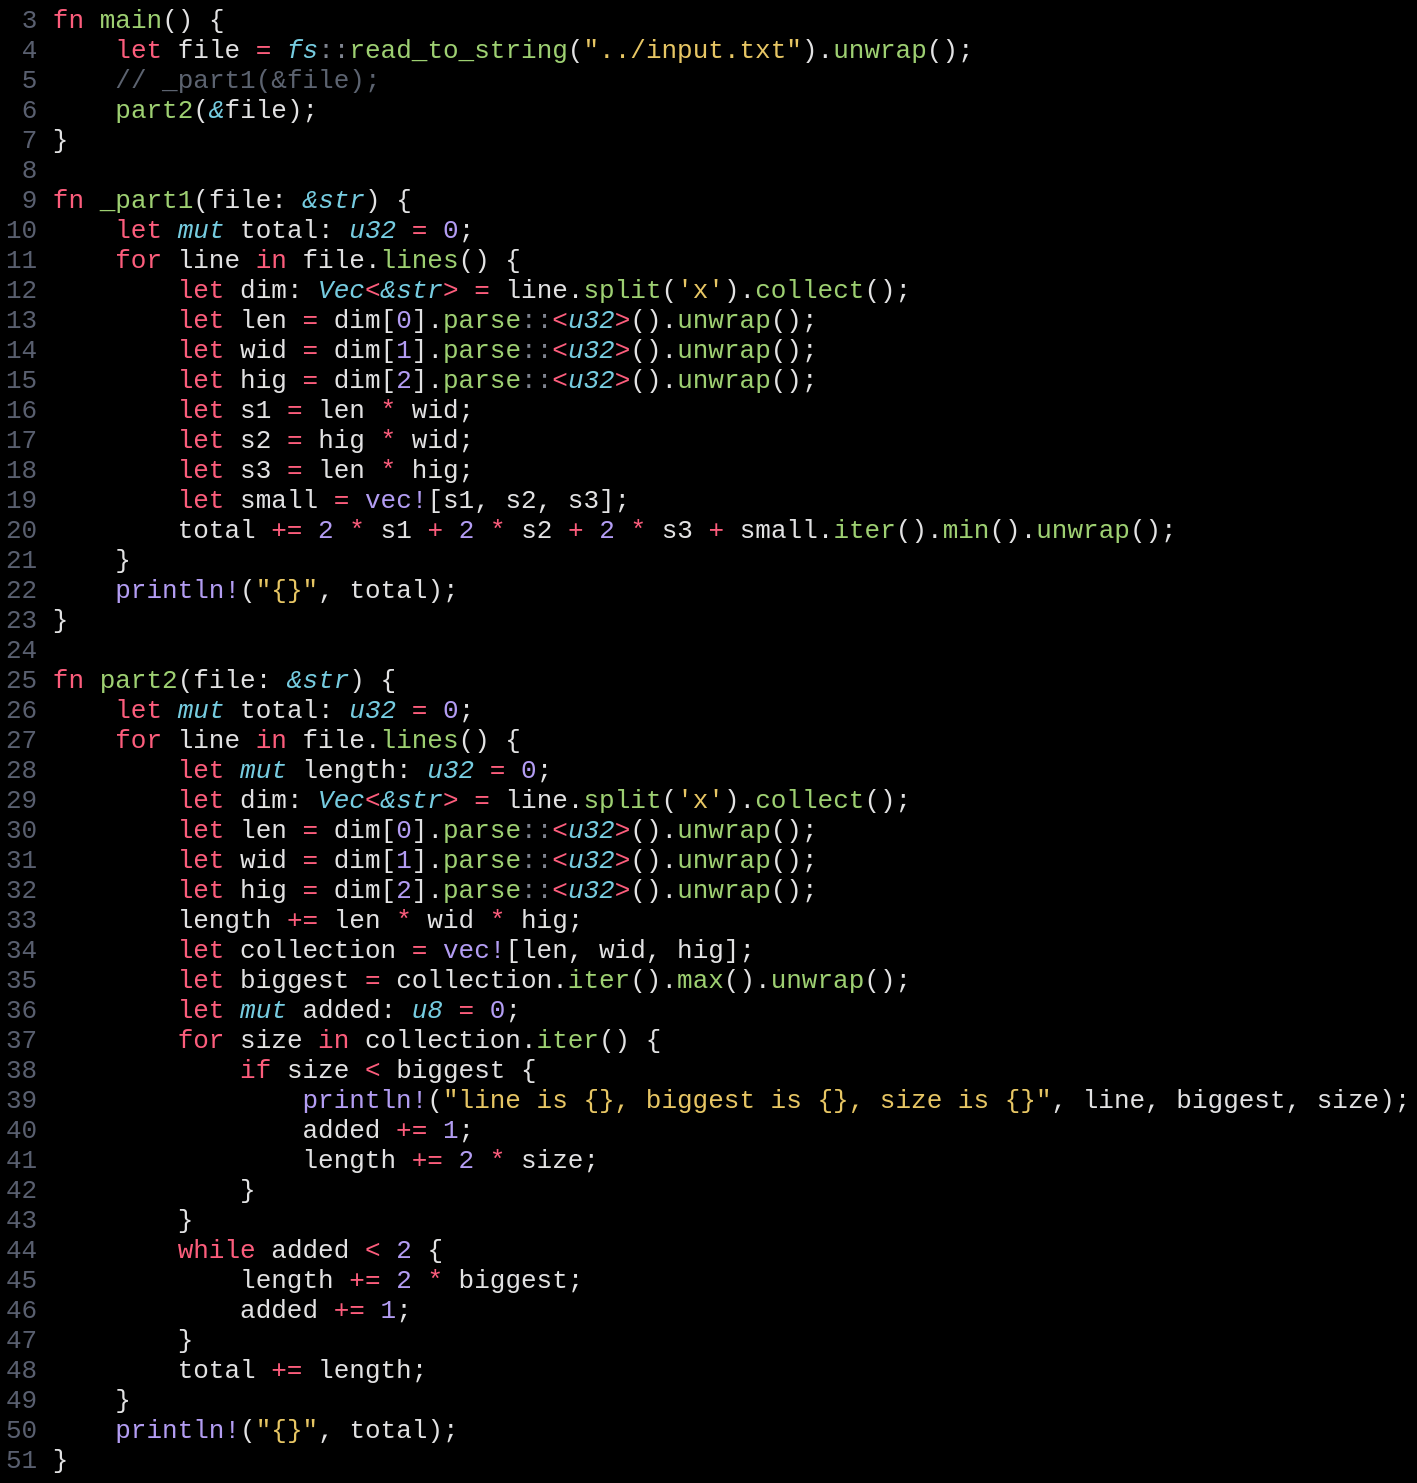 3 fn main() {
4     let file = fs::read_to_string("../input.txt").unwrap();
5     // _part1(&file);
6     part2(&file);
7 }
8
9 fn _part1(file: &str) {
10     let mut total: u32 = 0;
11     for line in file.lines() {
12         let dim: Vec<&str> = line.split('x').collect();
13         let len = dim[0].parse::<u32>().unwrap();
14         let wid = dim[1].parse::<u32>().unwrap();
15         let hig = dim[2].parse::<u32>().unwrap();
16         let s1 = len * wid;
17         let s2 = hig * wid;
18         let s3 = len * hig;
19         let small = vec![s1, s2, s3];
20         total += 2 * s1 + 2 * s2 + 2 * s3 + small.iter().min().unwrap();
21     }
22     println!("{}", total);
23 }
24
25 fn part2(file: &str) {
26     let mut total: u32 = 0;
27     for line in file.lines() {
28         let mut length: u32 = 0;
29         let dim: Vec<&str> = line.split('x').collect();
30         let len = dim[0].parse::<u32>().unwrap();
31         let wid = dim[1].parse::<u32>().unwrap();
32         let hig = dim[2].parse::<u32>().unwrap();
33         length += len * wid * hig;
34         let collection = vec![len, wid, hig];
35         let biggest = collection.iter().max().unwrap();
36         let mut added: u8 = 0;
37         for size in collection.iter() {
38             if size < biggest {
39                 println!("line is {}, biggest is {}, size is {}", line, biggest, size);
40                 added += 1;
41                 length += 2 * size;
42             }
43         }
44         while added < 2 {
45             length += 2 * biggest;
46             added += 1;
47         }
48         total += length;
49     }
50     println!("{}", total);
51 }